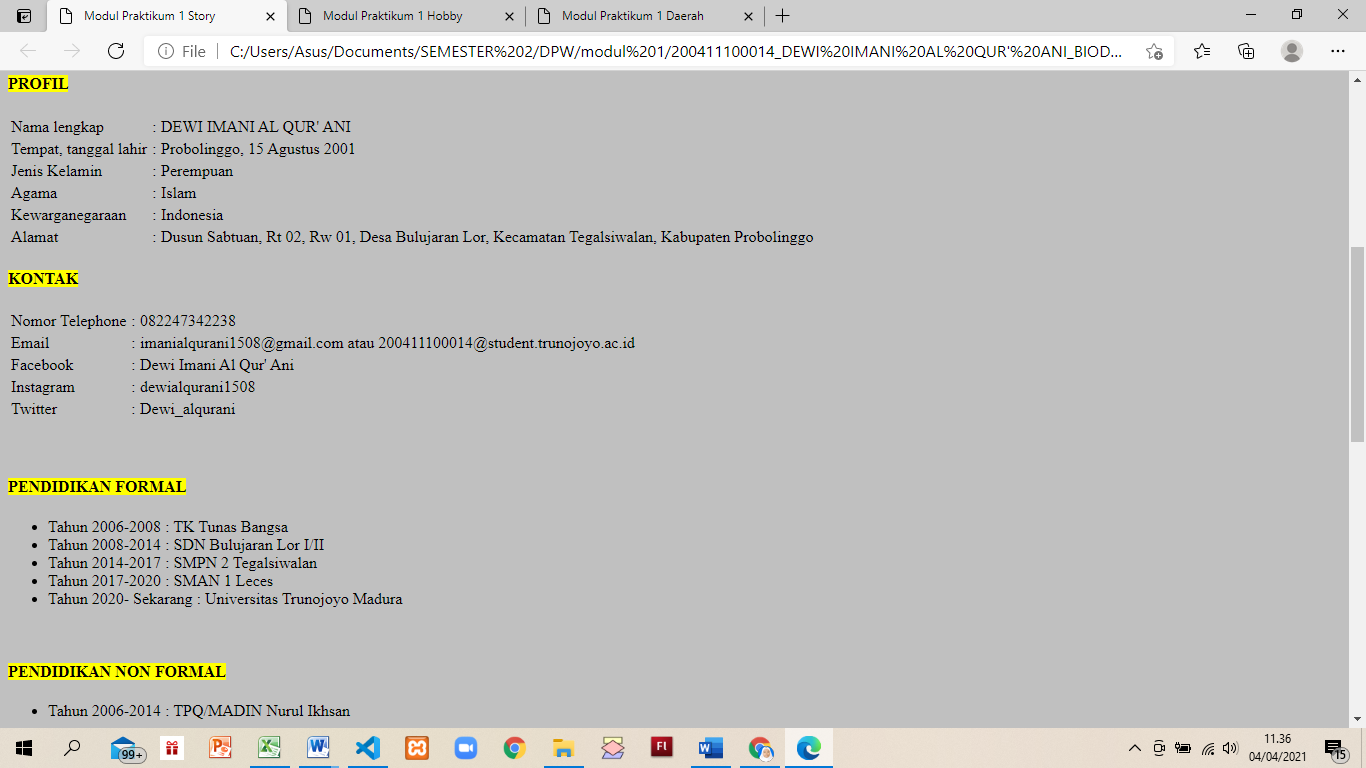 Modul Praktikum 1 Story
Modul Praktikum 1 Hobby
Modul Praktikum 1 Daerah
File
C:/Users/Asus/Documents/SEMESTER%202/DPW/modul%201/200411100014_DEWI%20IMANI%20AL%20QUR'%20ANI_BIOD...
PROFIL
Nama lengkap : DEWI IMANI AL QUR' ANI
Tempat, tanggal lahir : Probolinggo, 15 Agustus 2001
Jenis Kelamin : Perempuan
Agama : Islam
Kewarganegaraan : Indonesia
Alamat : Dusun Sabtuan, Rt 02, Rw 01, Desa Bulujaran Lor, Kecamatan Tegalsiwalan, Kabupaten Probolinggo
KONTAK
Nomor Telephone : 082247342238
Email : imanialqurani1508@gmail.com atau 200411100014@student.trunojoyo.ac.id
Facebook : Dewi Imani Al Qur' Ani
Instagram : dewialqurani1508
Twitter : Dewi_alqurani
PENDIDIKAN FORMAL
• Tahun 2006-2008 : TK Tunas Bangsa
• Tahun 2008-2014 : SDN Bulujaran Lor I/II
• Tahun 2014-2017 : SMPN 2 Tegalsiwalan
• Tahun 2017-2020 : SMAN 1 Leces
• Tahun 2020- Sekarang : Universitas Trunojoyo Madura
PENDIDIKAN NON FORMAL
• Tahun 2006-2014 : TPQ/MADIN Nurul Ikhsan
99+
Fl
11.36
04/04/2021
15